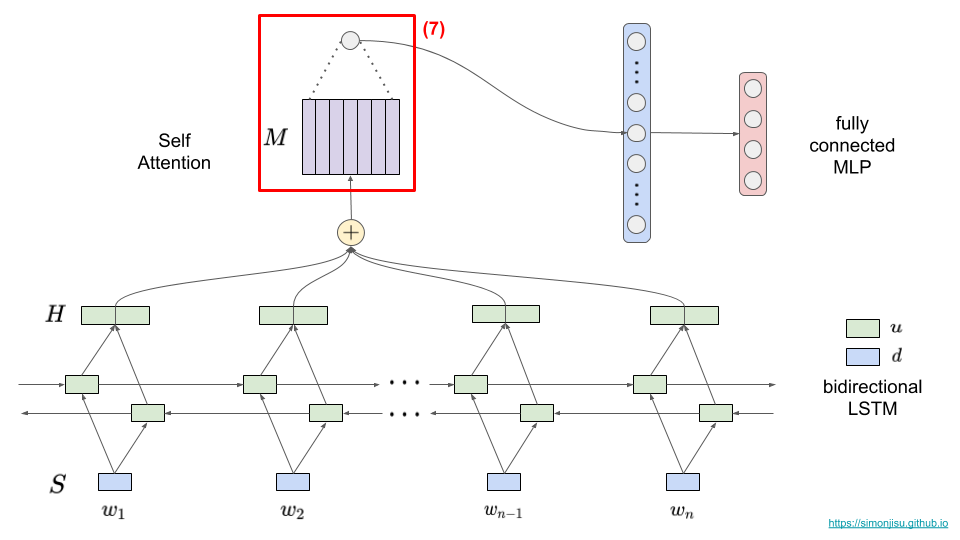 (7)
M
Self
Attention
fully
connected
MLP
+
H
u
d
...
...
bidirectional
LSTM
S
w₁
w₂
wₙ₋₁
wₙ
https://simonjisu.github.io